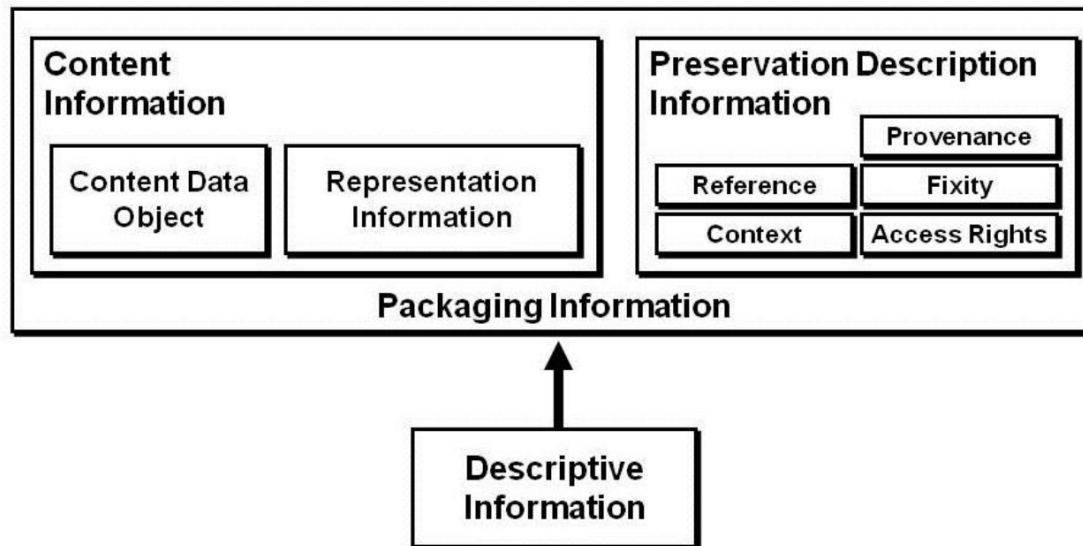 Content
Information
Content Data
Object
Representation
Information
Preservation Description
Information
Provenance
Reference
Fixity
Context
Access Rights
Packaging Information
Descriptive
Information